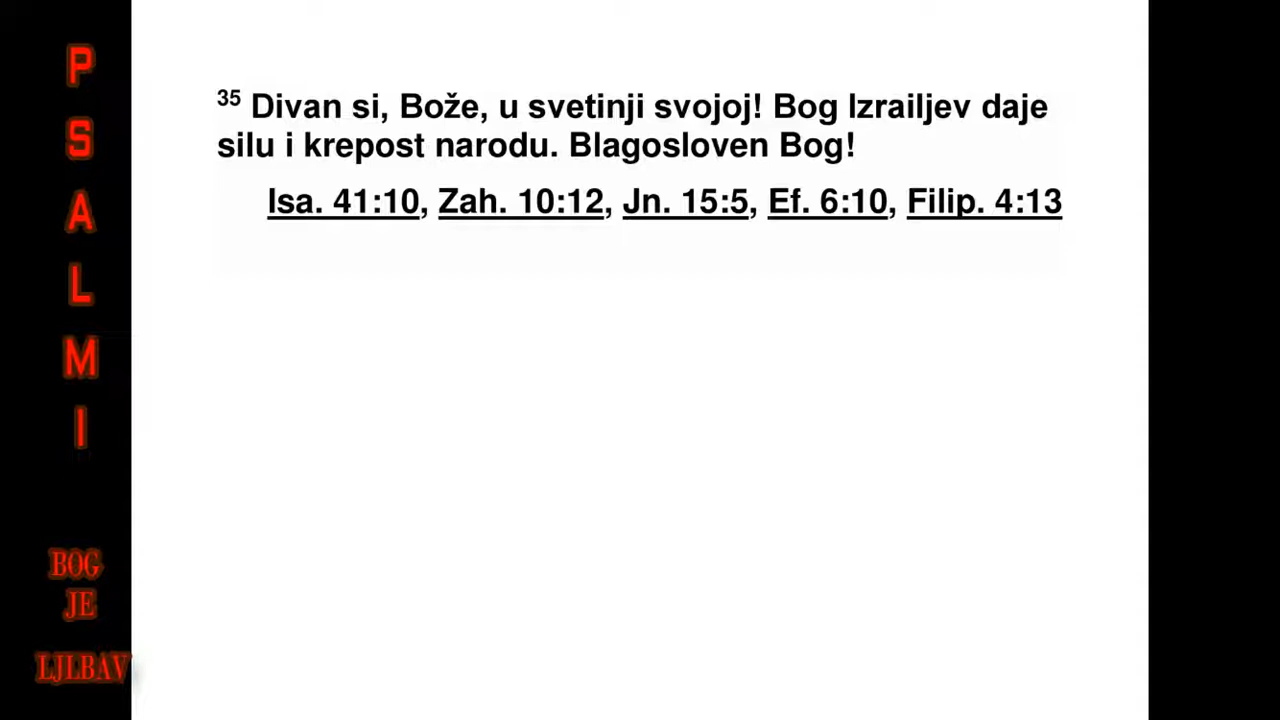 P
S
A
L
M
I
BOG
JE
LJLBAV
35 Divan si, Bože, u svetinji svojoj! Bog Izrailjev daje
silu i krepost narodu. Blagosloven Bog!
Isa. 41:10, Zah. 10:12, Jn. 15:5, Ef. 6:10, Filip. 4:13